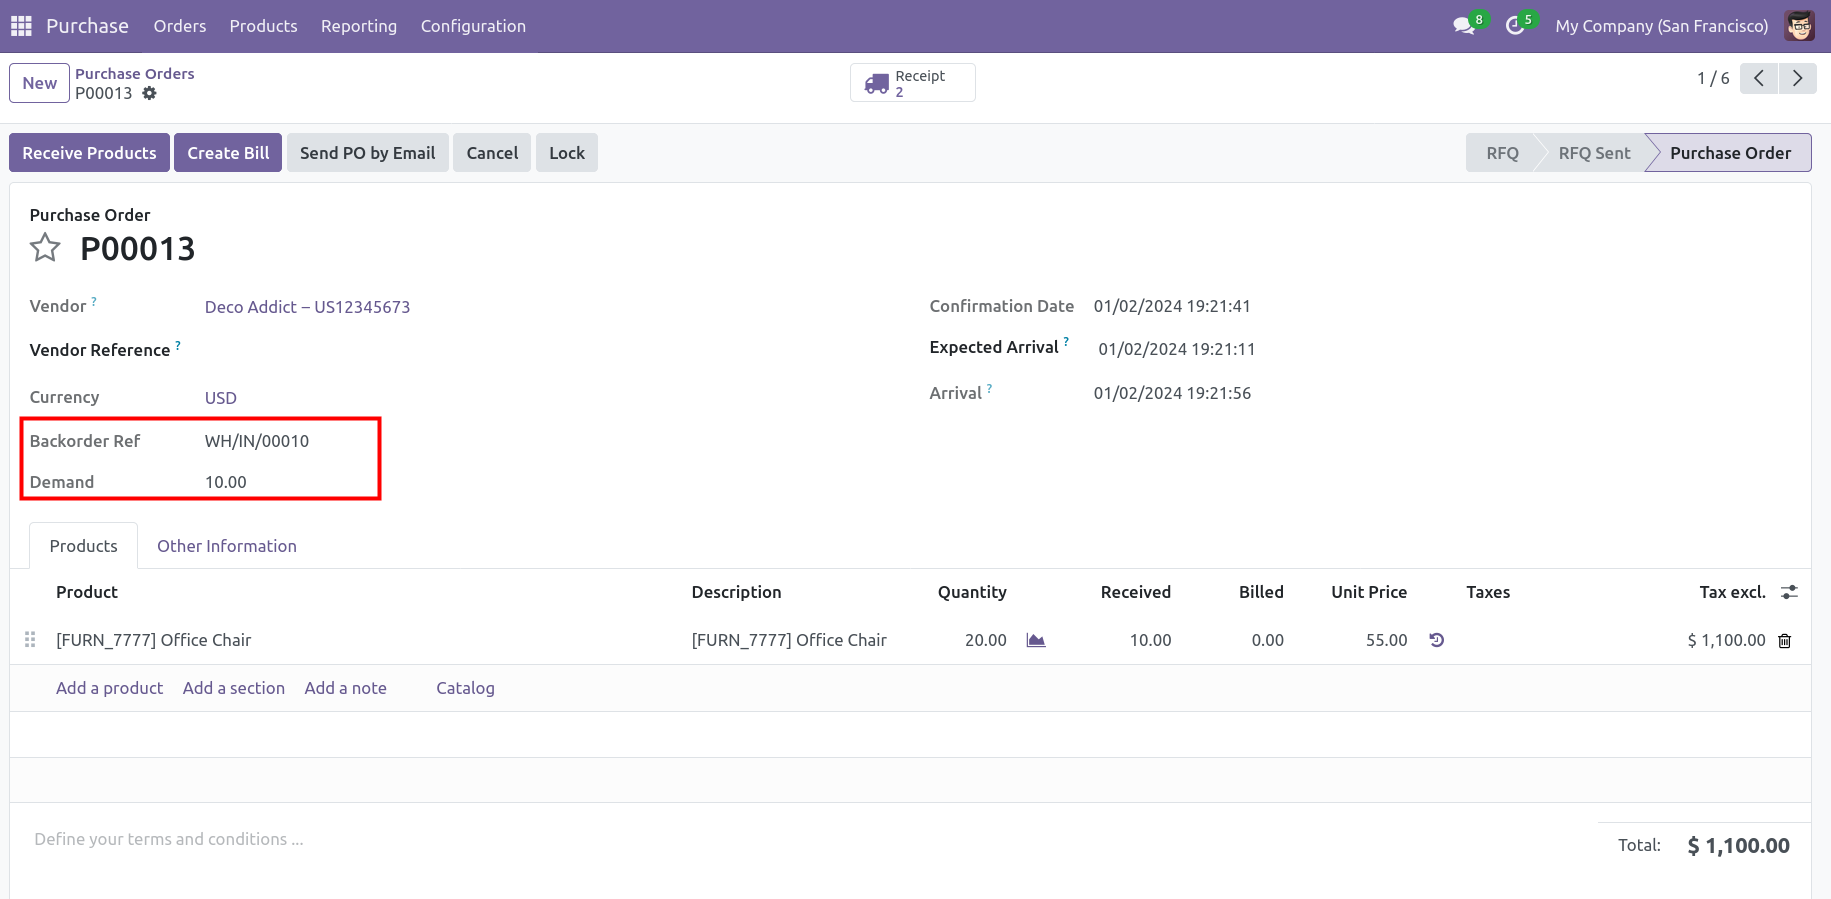 Purchase Orders Products Reporting Configuration 8 5 My Company (San Francisco)
New Purchase Orders Receipt 1 / 6
P00013 2
Receive Products Create Bill Send PO by Email Cancel Lock RFQ RFQ Sent Purchase Order
Purchase Order
P00013
Vendor ? Deco Addict – US12345673 Confirmation Date 01/02/2024 19:21:41
Vendor Reference ? Expected Arrival ? 01/02/2024 19:21:11
Currency USD Arrival ? 01/02/2024 19:21:56
Backorder Ref WH/IN/00010
Demand 10.00
Products Other Information
Product Description Quantity Received Billed Unit Price Taxes Tax excl.
[FURN_7777] Office Chair [FURN_7777] Office Chair 20.00 10.00 0.00 55.00 $ 1,100.00
Add a product Add a section Add a note Catalog
Define your terms and conditions ... Total: $ 1,100.00